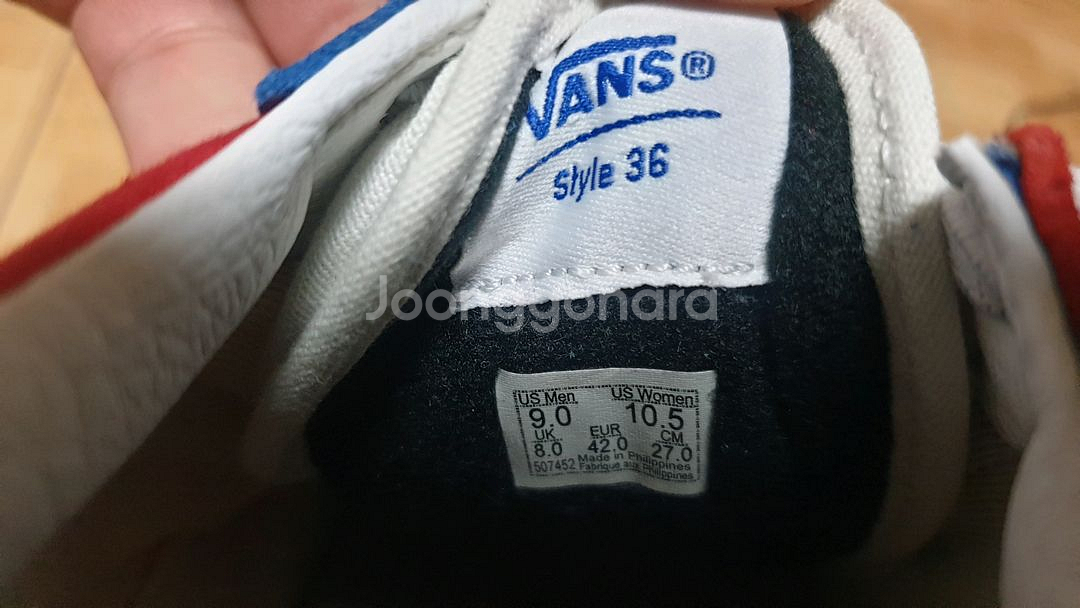 VANS®
Style 36
Joonggonara
US Men US Women
9.0 10.5
UK EUR CM
8.0 42.0 27.0
507452 Made in Philippines
Fabrique aux Philippines